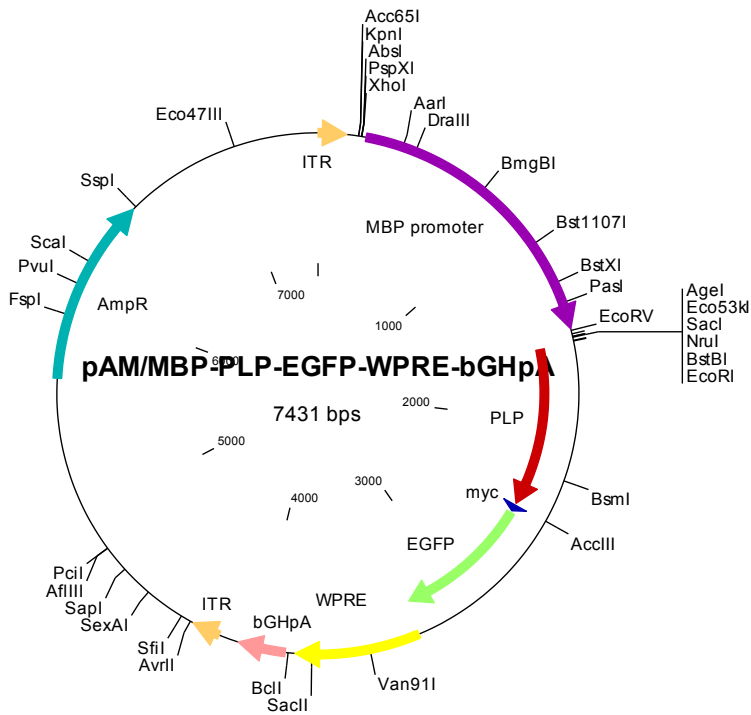 Acc65I
KpnI
AbsI
PspXI
XhoI
AarI
DraIII
Eco47III
ITR
BmgBI
SspI
MBP promoter
Bst1107I
ScaI
PvuI
BstXI
FspI
AmpR
7000
PasI
1000
EcoRV
AgeI
Eco53kI
SacI
NruI
BstBI
EcoRI
6000
pAM/MBP-PLP-EGFP-WPRE-bGHpA
7431 bps
2000
PLP
5000
3000
myc
BsmI
4000
EGFP
AccIII
PciI
AflIII
SapI
SexAI
SfiI
AvrII
ITR
bGHpA
WPRE
BclI
SacII
Van91I